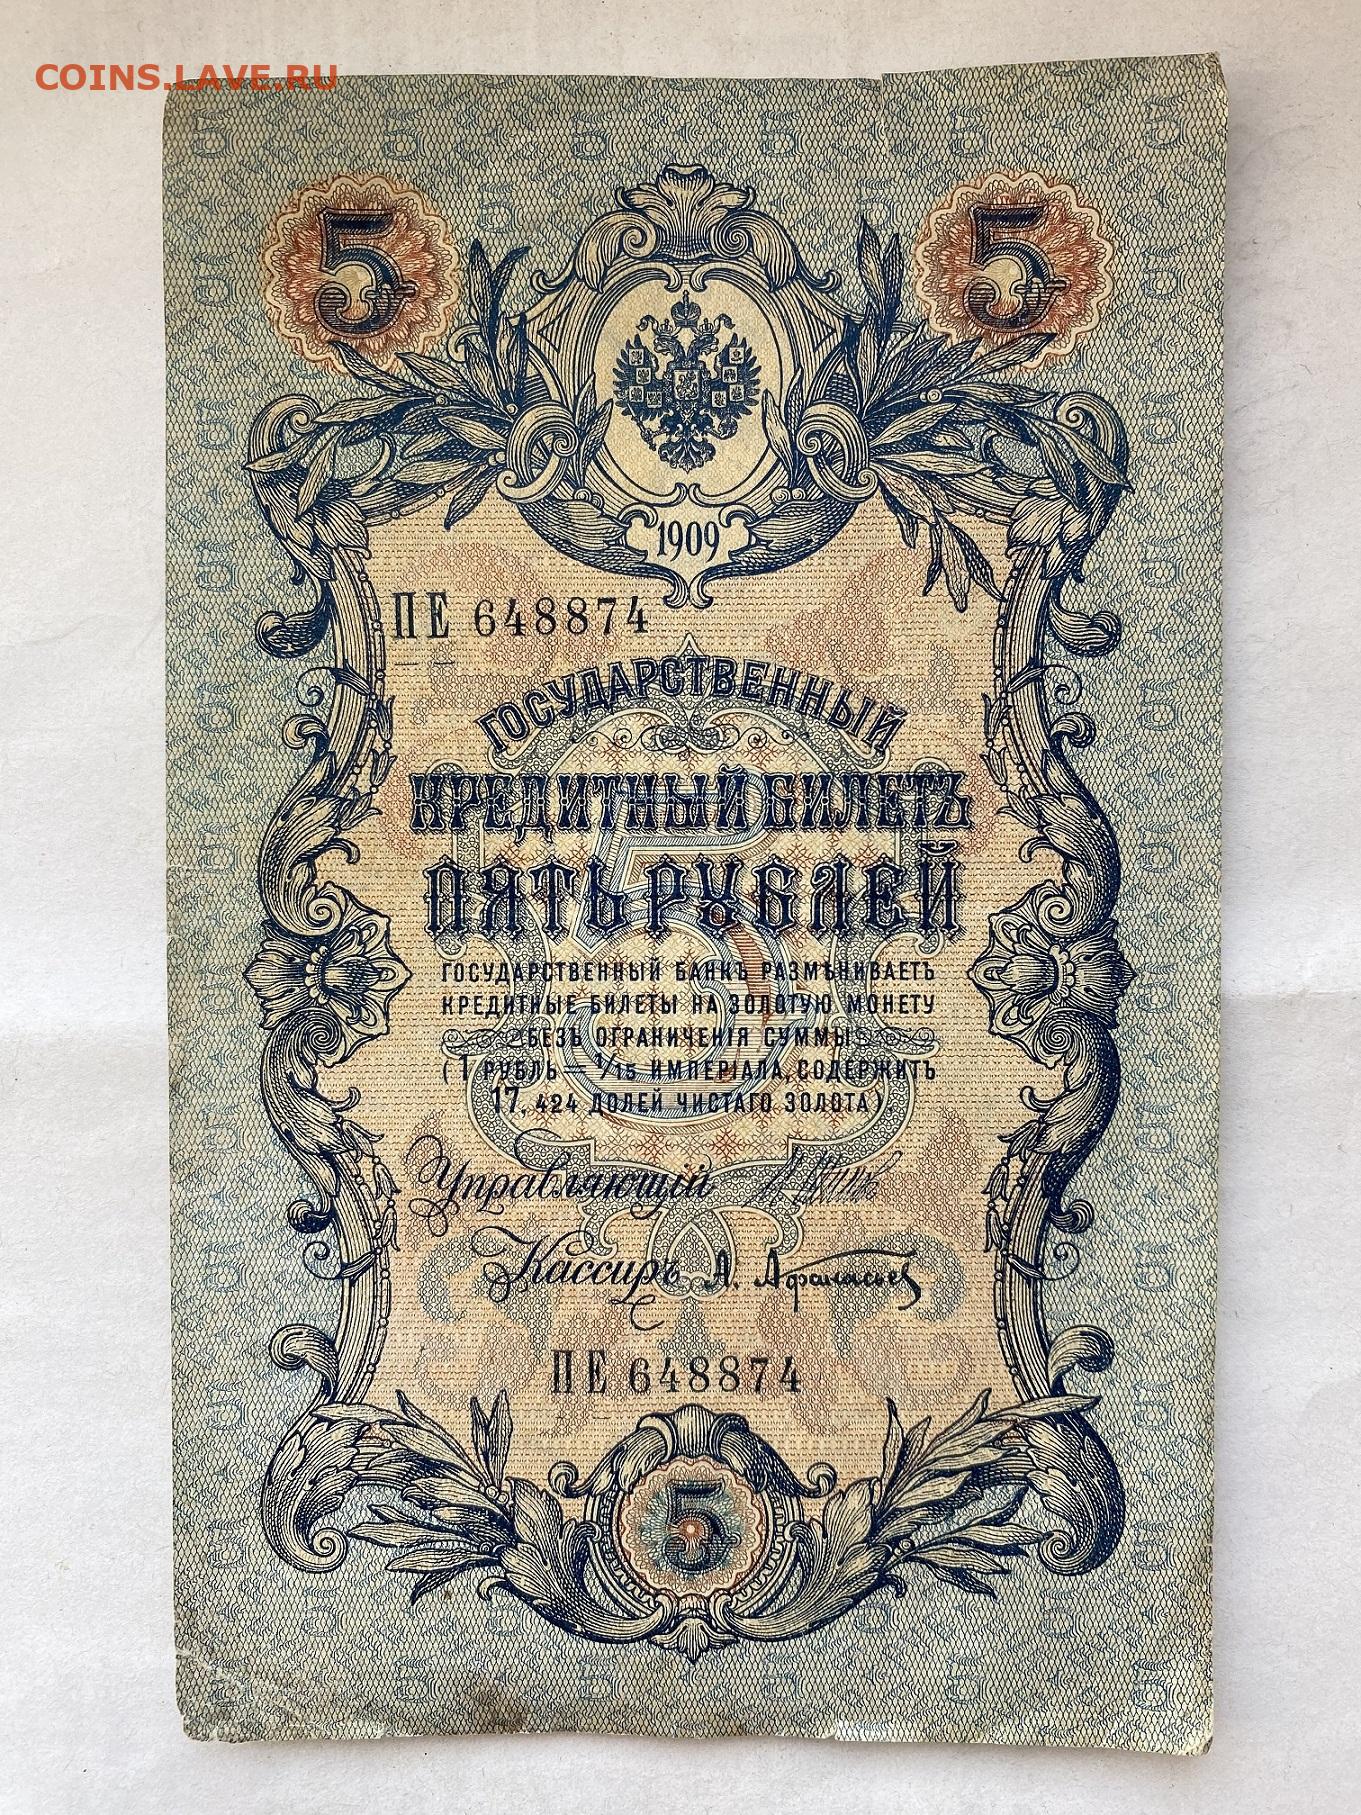 COINS.LAVE.RU
5 5
1909
ПЕ 648874
ГОСУДАРСТВЕННЫЙ
КРЕДИТНЫЙ БИЛЕТЪ
ПЯТЬ РУБЛЕЙ
ГОСУДАРСТВЕННЫЙ БАНКЪ РАЗМѢНИВАЕТЪ
КРЕДИТНЫЕ БИЛЕТЫ НА ЗОЛОТУЮ МОНЕТУ
БЕЗЪ ОГРАНИЧЕНІЯ СУММЫ
(1 РУБЛЬ = 1/15 ИМПЕРІАЛА, СОДЕРЖИТЪ
17, 424 ДОЛЕЙ ЧИСТАГО ЗОЛОТА)
Управляющій
Кассиръ А. Афанасьев
ПЕ 648874
5